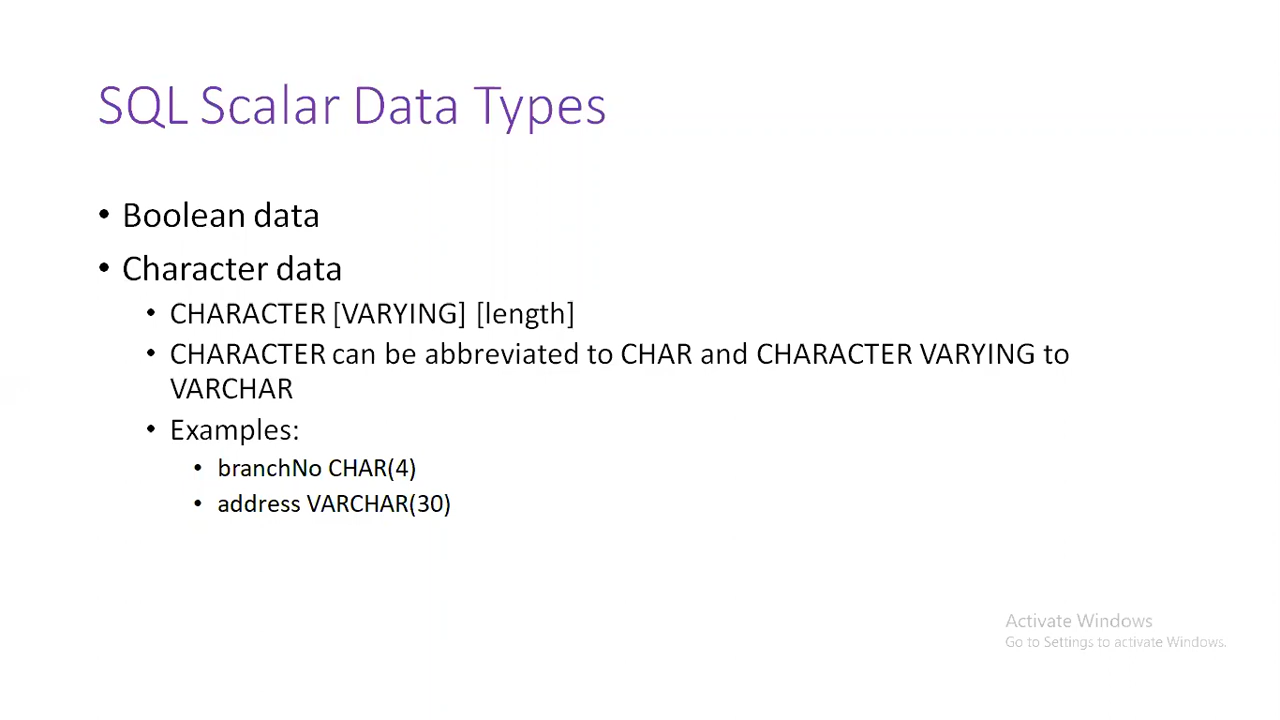 SQL Scalar Data Types
• Boolean data
• Character data
• CHARACTER [VARYING] [length]
• CHARACTER can be abbreviated to CHAR and CHARACTER VARYING to
VARCHAR
• Examples:
• branchNo CHAR(4)
• address VARCHAR(30)
Activate Windows
Go to Settings to activate Windows.